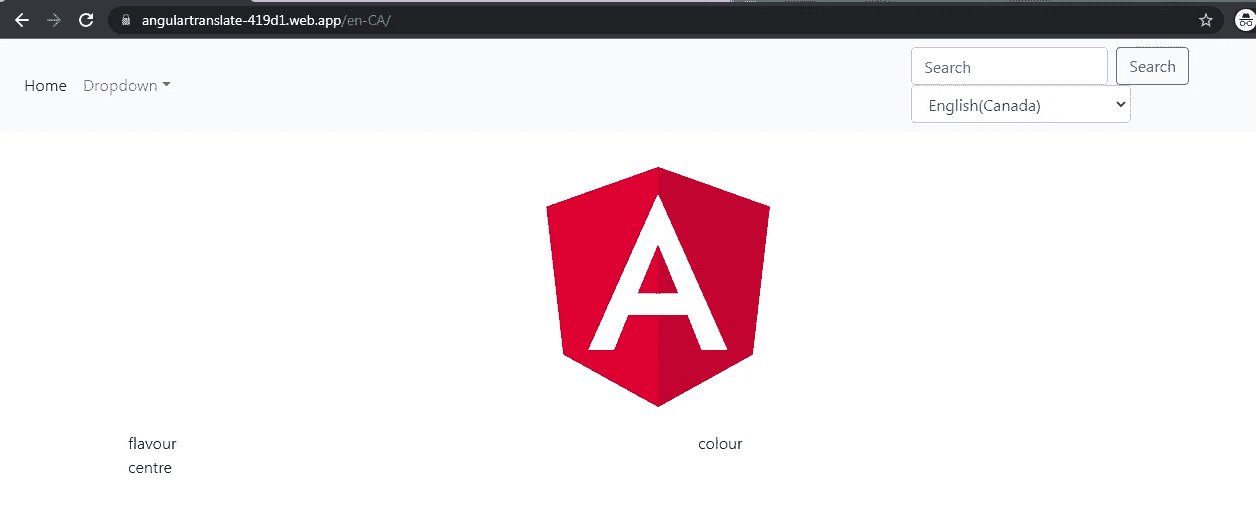 angulartranslate-419d1.web.app/en-CA/
Home Dropdown Search Search
English(Canada)
A
flavour colour
centre